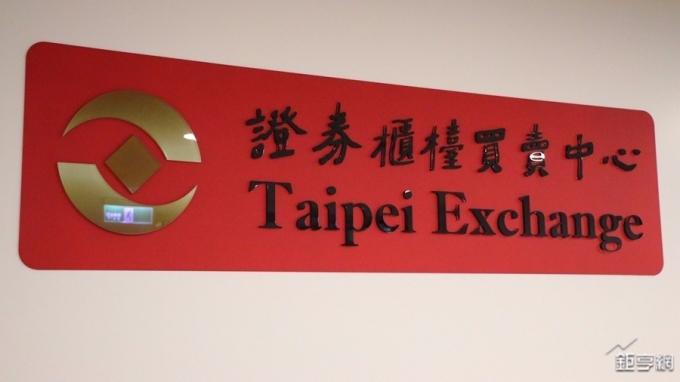 證券櫃檯買賣中心
Taipei Exchange
鉅亨網